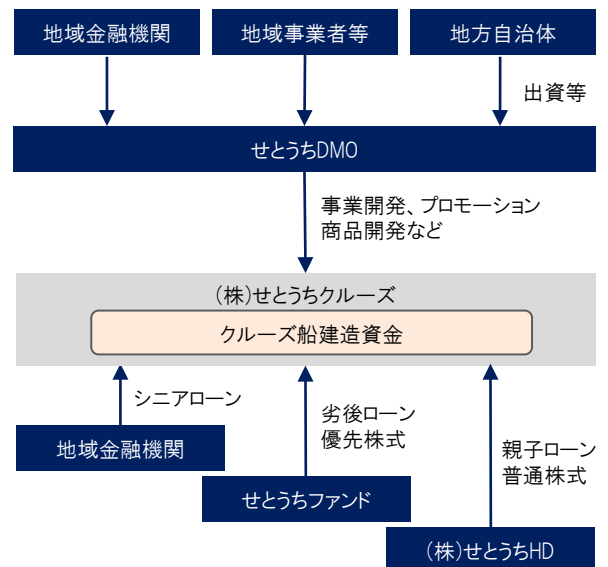 地域金融機関
地域事業者等
地方自治体
出資等
せとうちDMO
事業開発、プロモーション
商品開発など
(株)せとうちクルーズ
クルーズ船建造資金
シニアローン
地域金融機関
劣後ローン
優先株式
せとうちファンド
親子ローン
普通株式
(株)せとうちHD